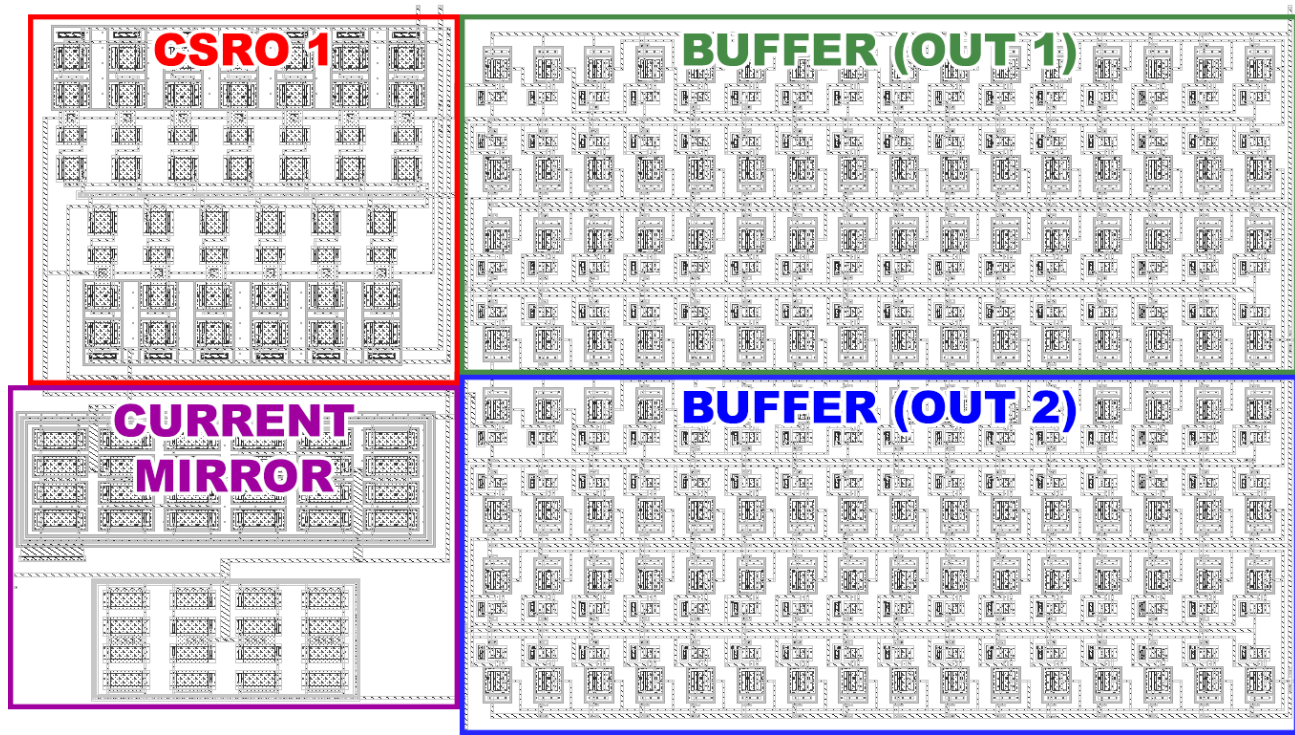 CSRO 1
BUFFER (OUT 1)
CURRENT
MIRROR
BUFFER (OUT 2)